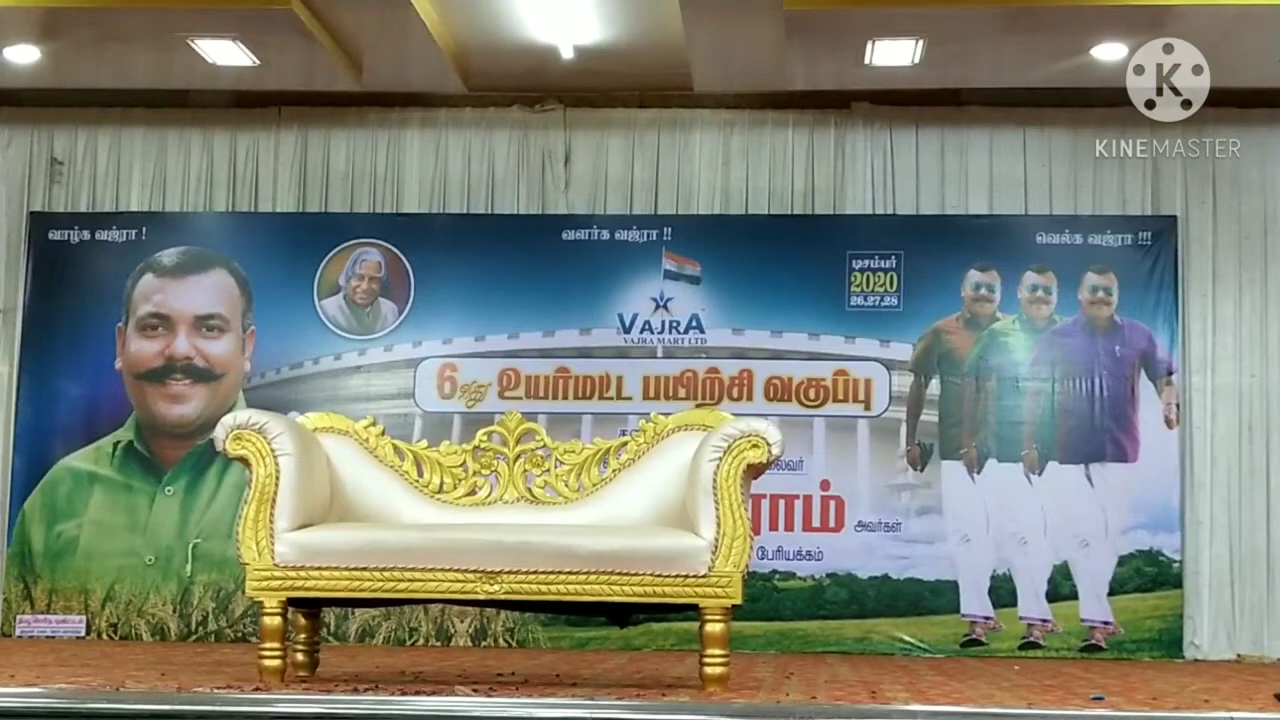 KINEMASTER
வாழ்க வஜ்ரா !
வளர்க வஜ்ரா !!
வெல்க வஜ்ரா !!!
டிசம்பர்
2020
26,27,28
VAJRA
VAJRA MART LTD
6வது உயர்மட்ட பயிற்சி வகுப்பு
அவர்கள்
பேரியக்கம்